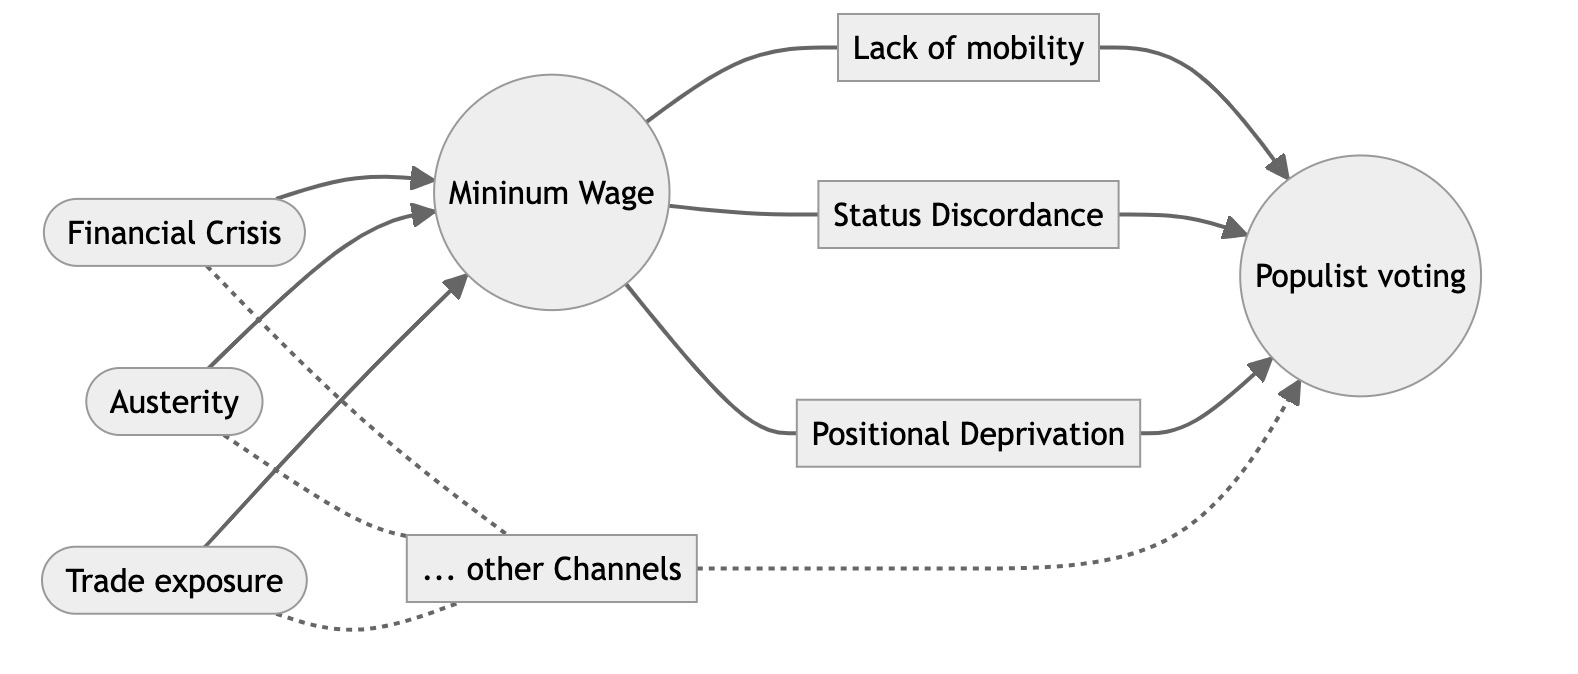 Lack of mobility
Mininum Wage
Status Discordance
Financial Crisis
Populist voting
Austerity
Positional Deprivation
... other Channels
Trade exposure